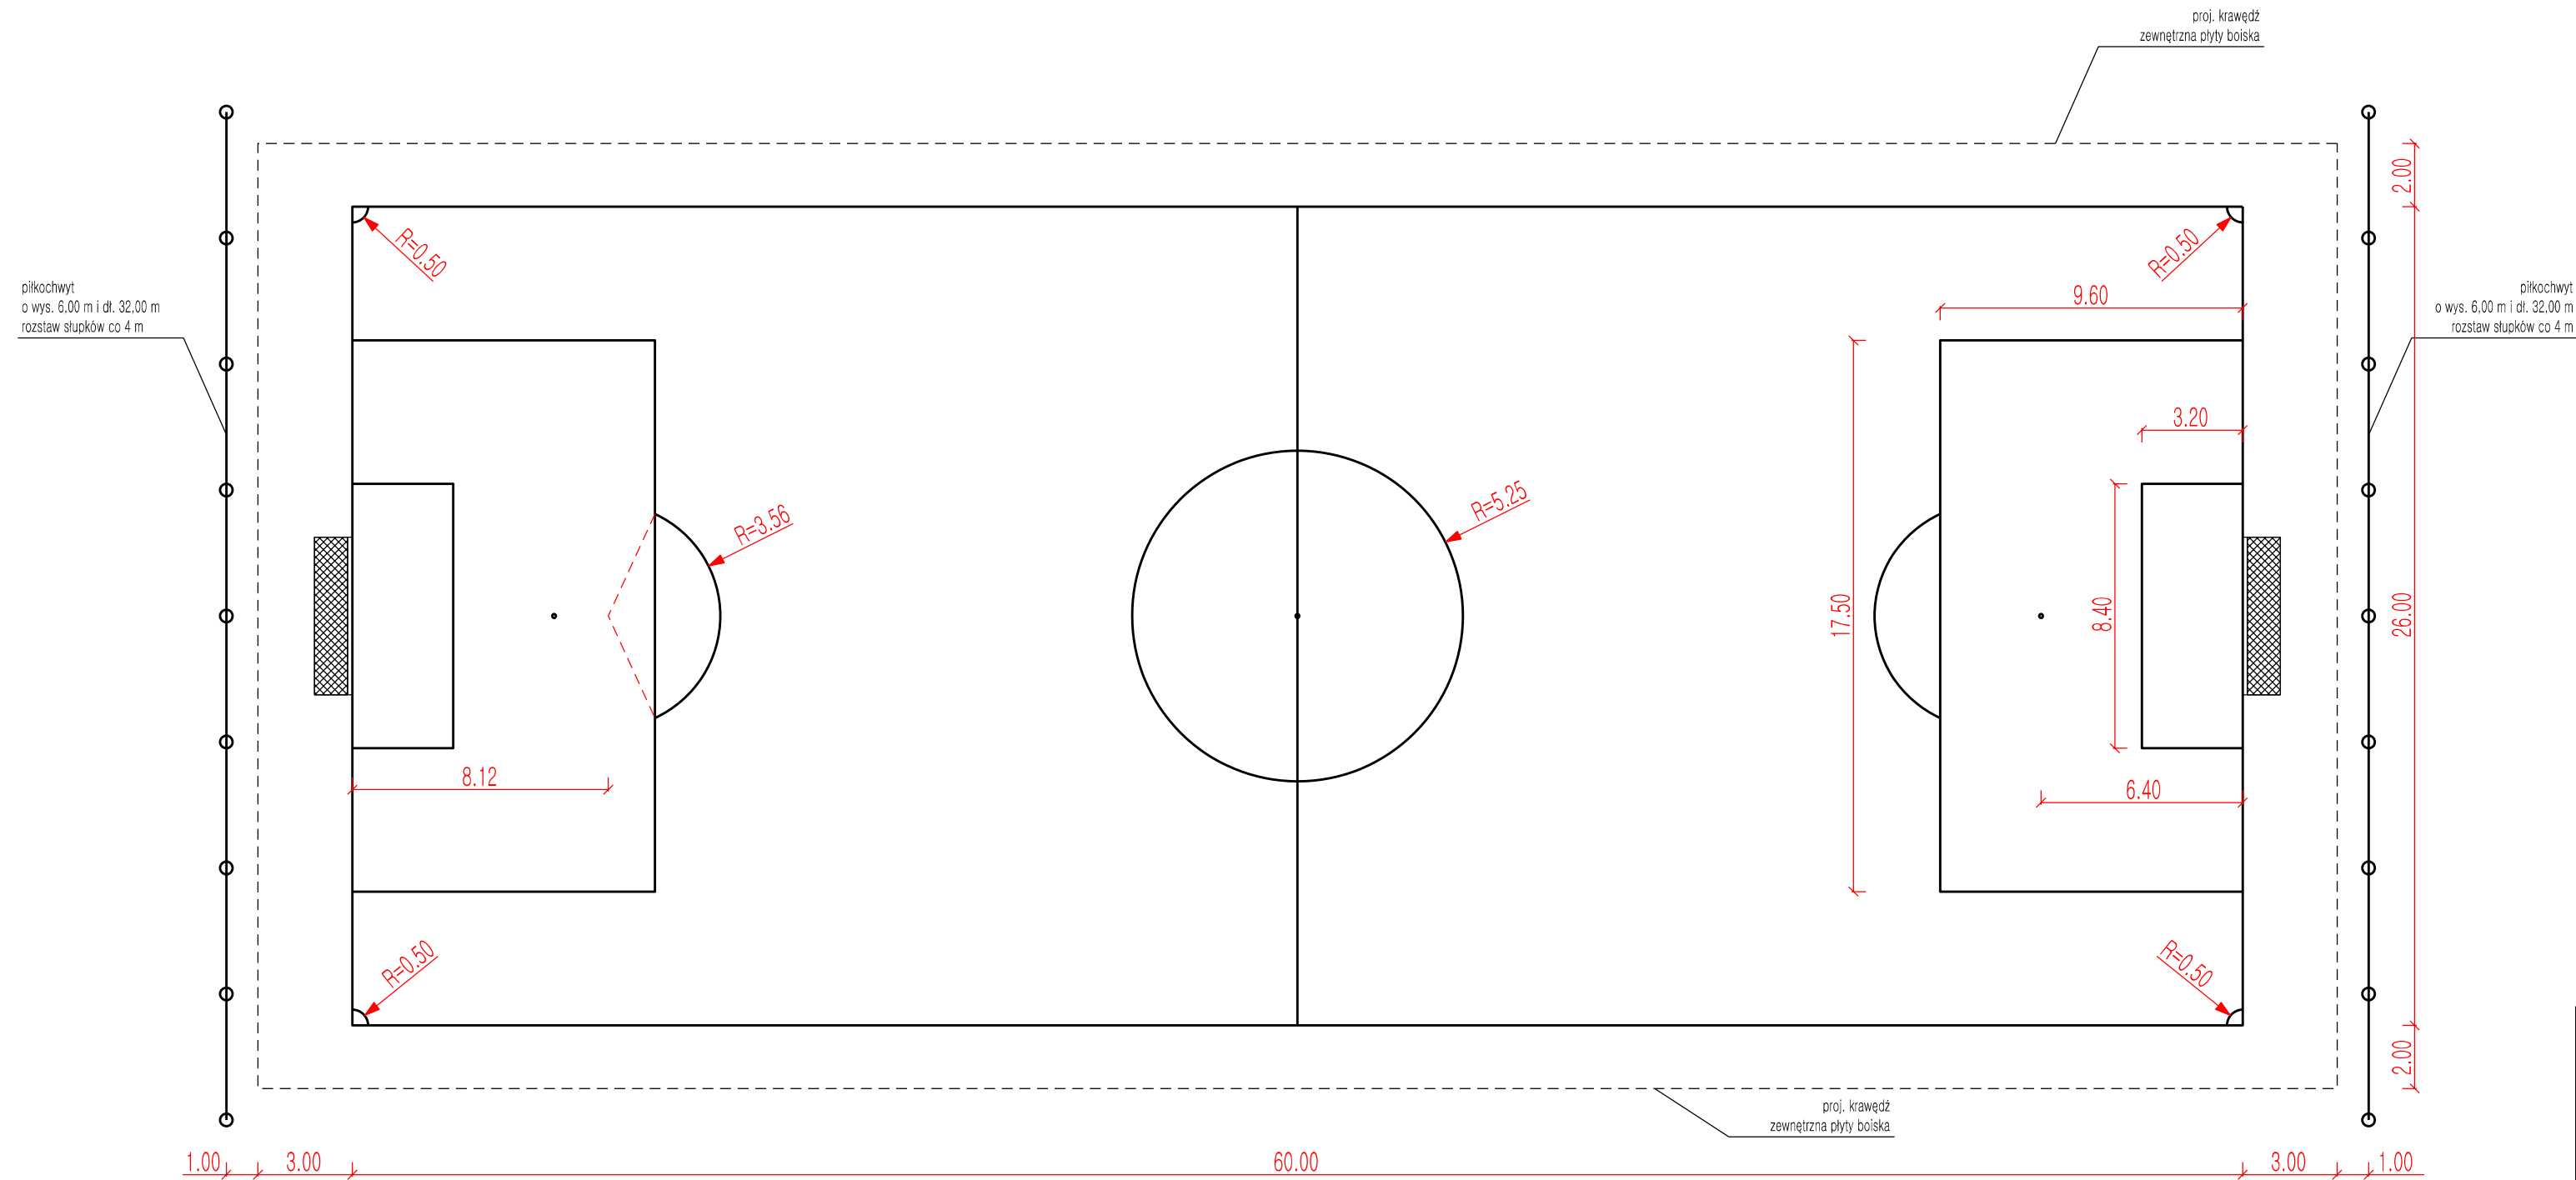 proj. krawędź
zewnętrzna płyty boiska
2.00
R=0.50
R=0.50
piłkochwyt
o wys. 6,00 m i dł. 32,00 m
rozstaw słupków co 4 m
9.60
piłkochwyt
o wys. 6,00 m i dł. 32,00 m
rozstaw słupków co 4 m
3.20
R=3.56
R=5.25
17.50
8.40
26.00
8.12
6.40
R=0.50
R=0.50
2.00
proj. krawędź
zewnętrzna płyty boiska
1.00
3.00
60.00
3.00
1.00